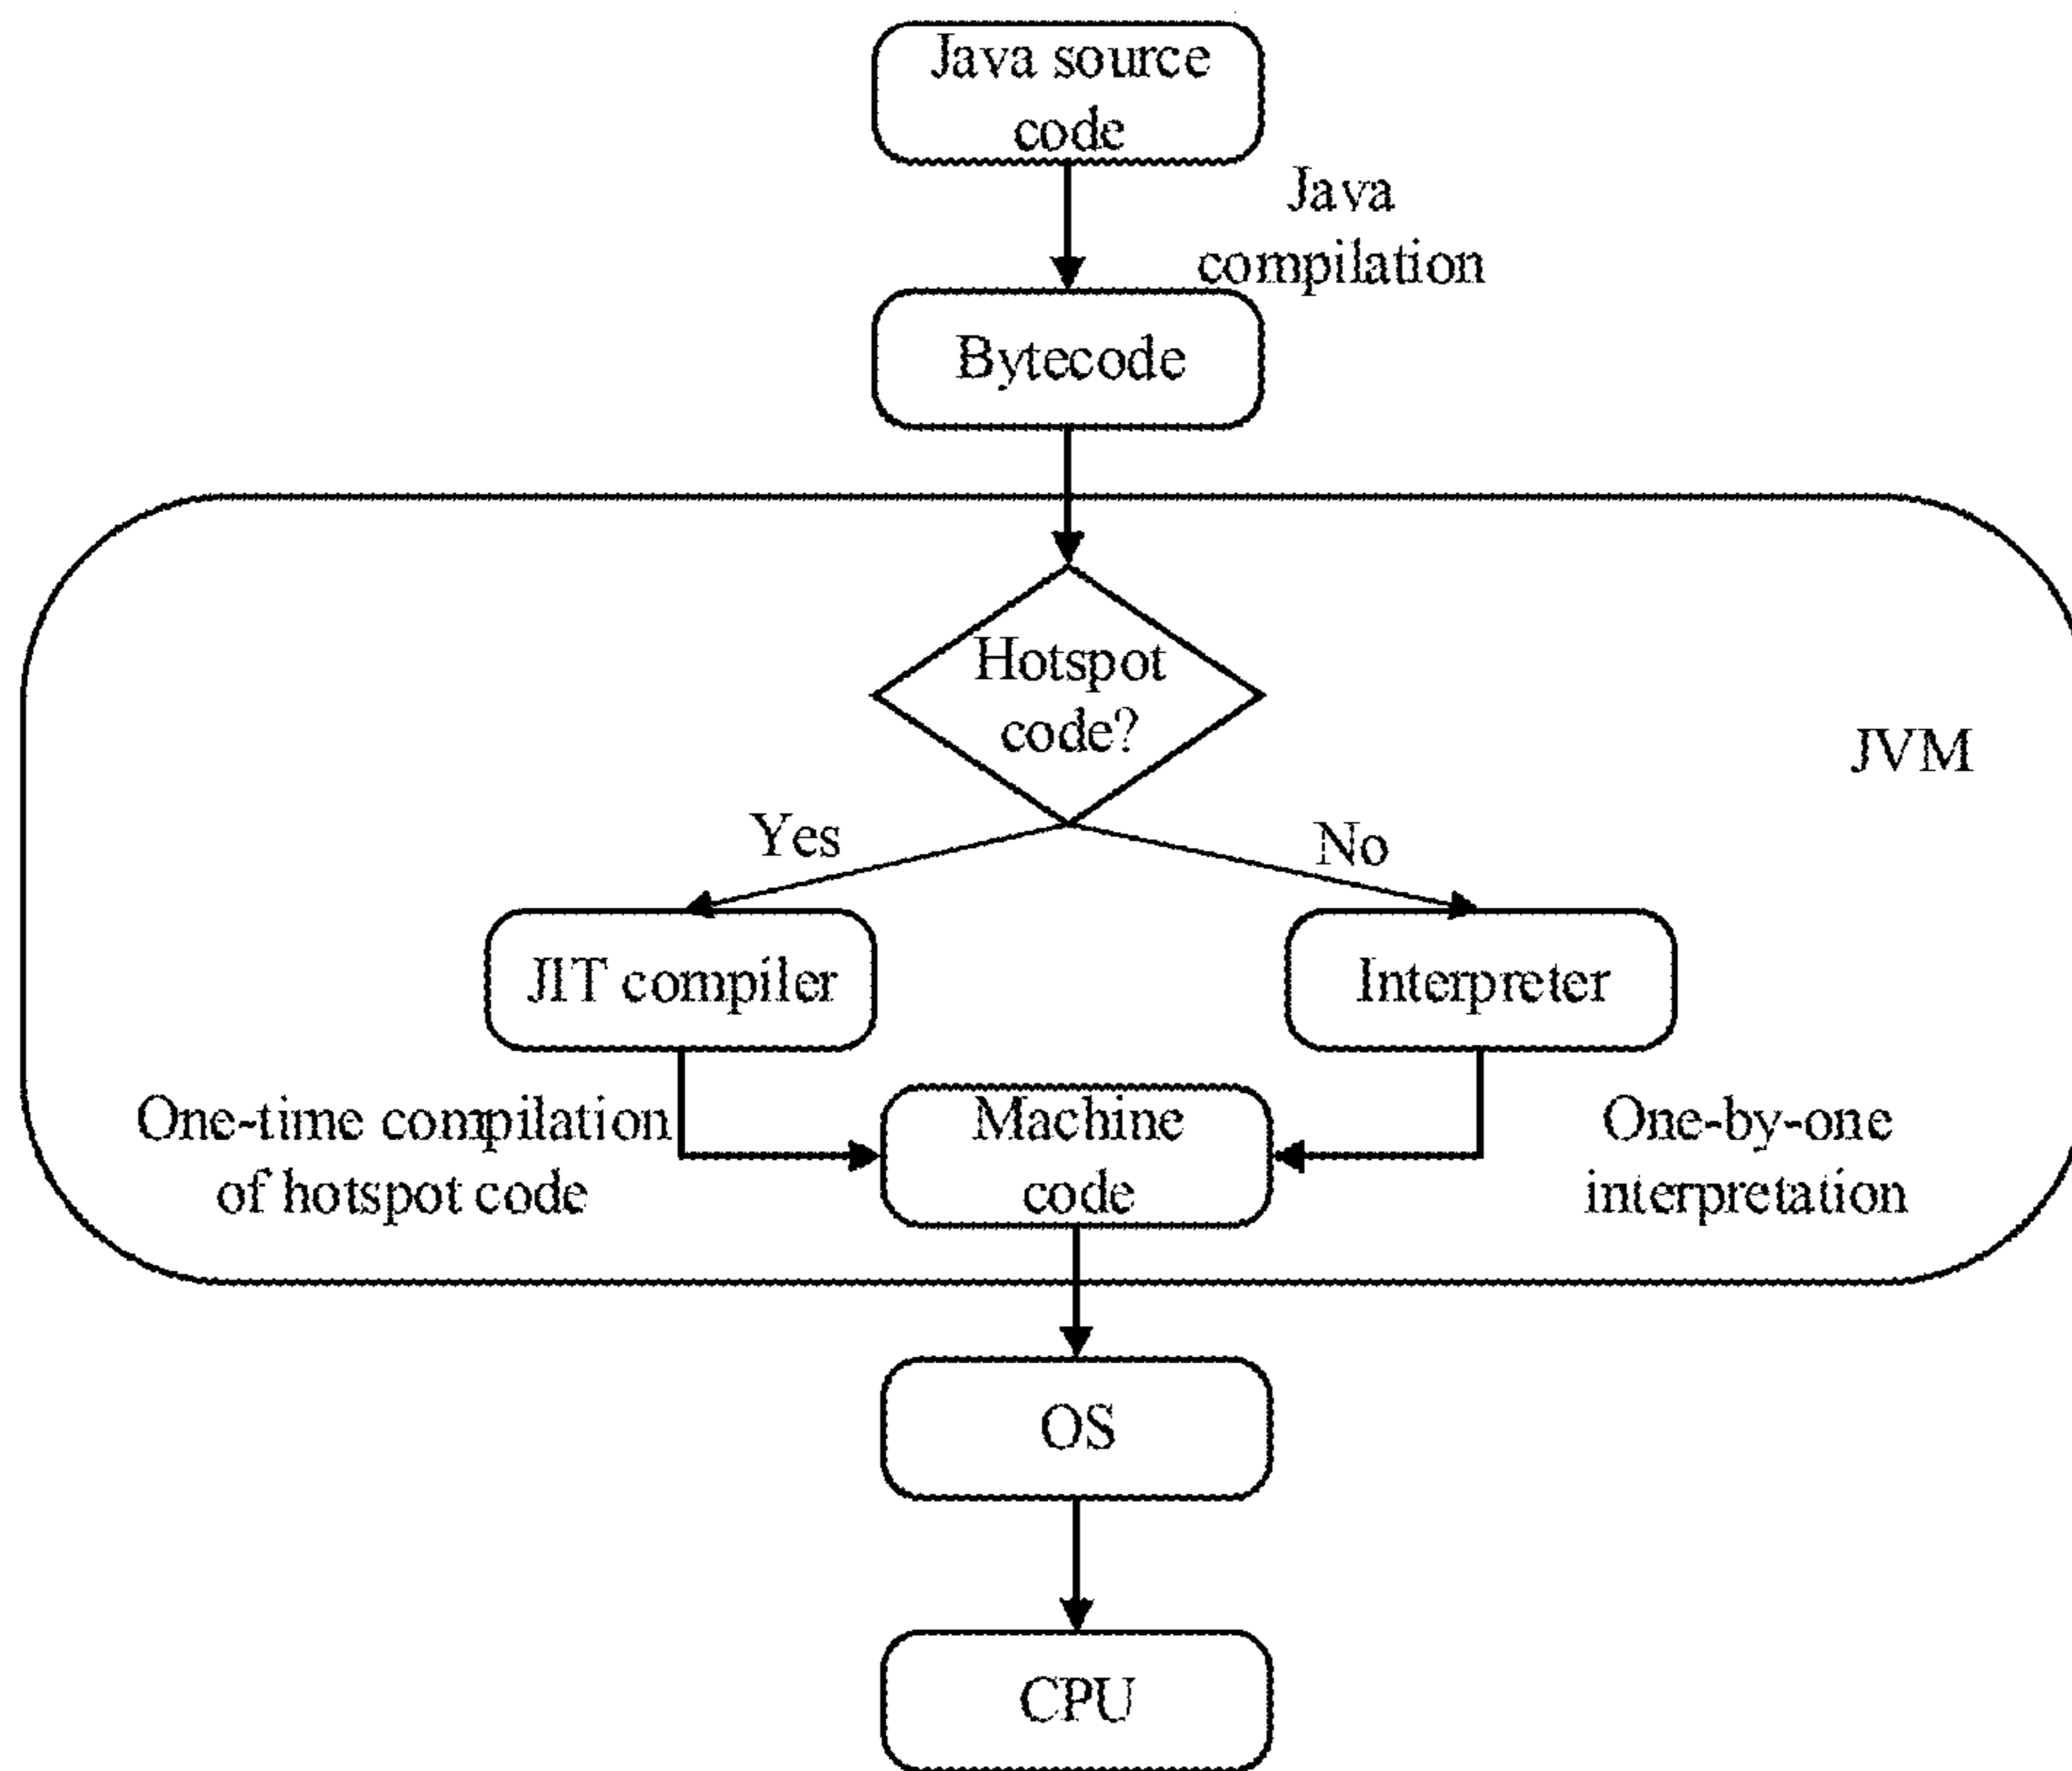 Java source
code
Java
compilation
Bytecode
Hotspot
code?
JVM
Yes
No
JIT compiler
Interpreter
One-time compilation
of hotspot code
Machine
code
One-by-one
interpretation
OS
CPU